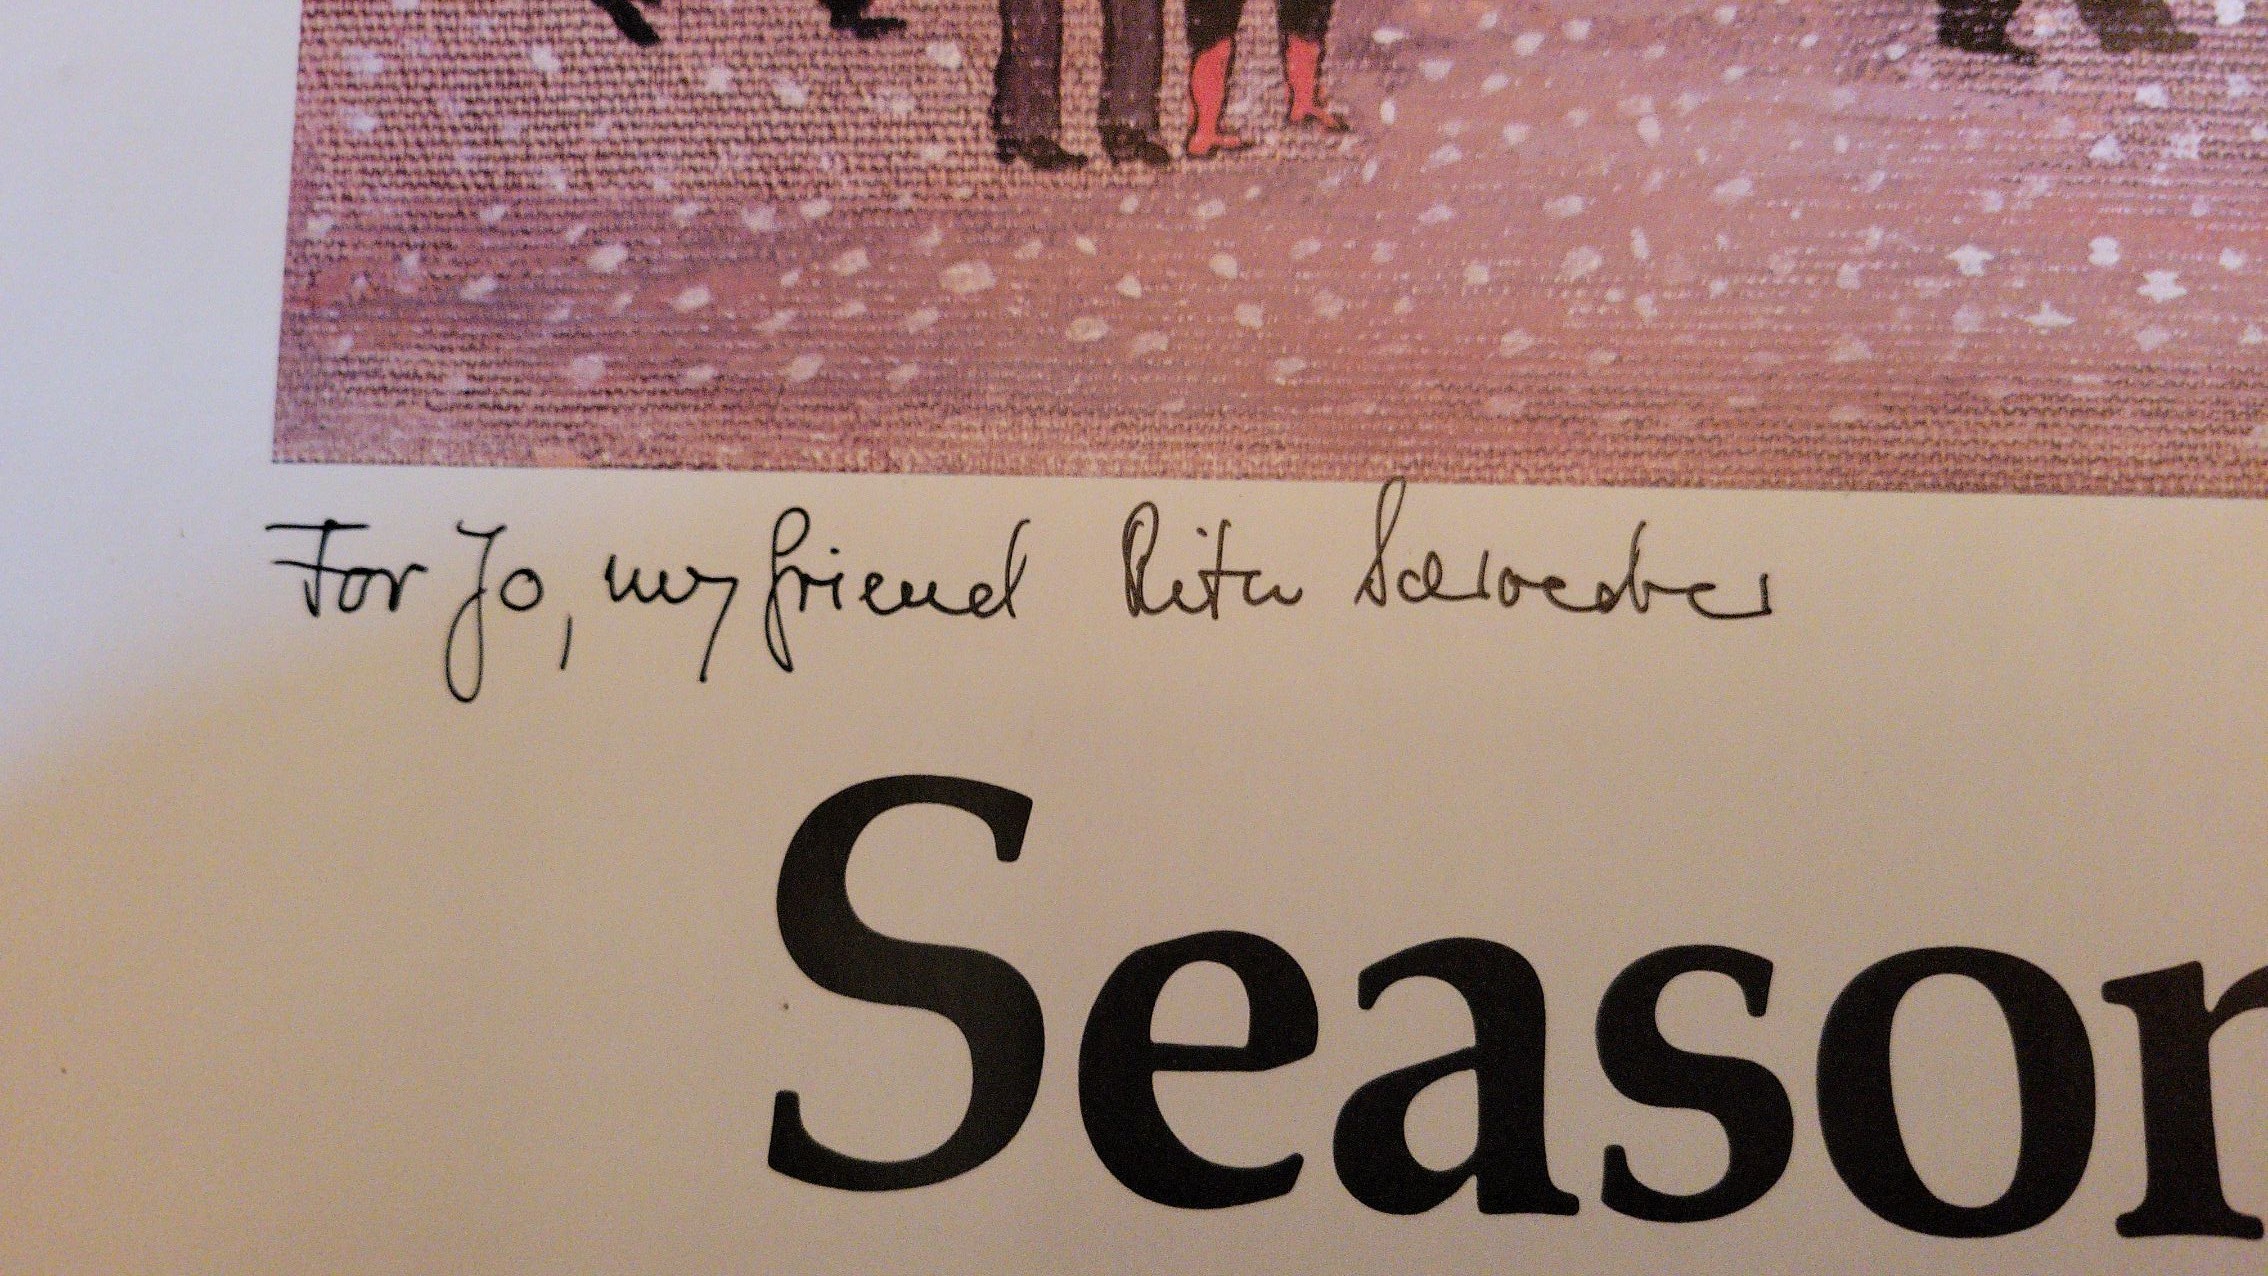 For Jo, my friend Rita Schroeder
Season